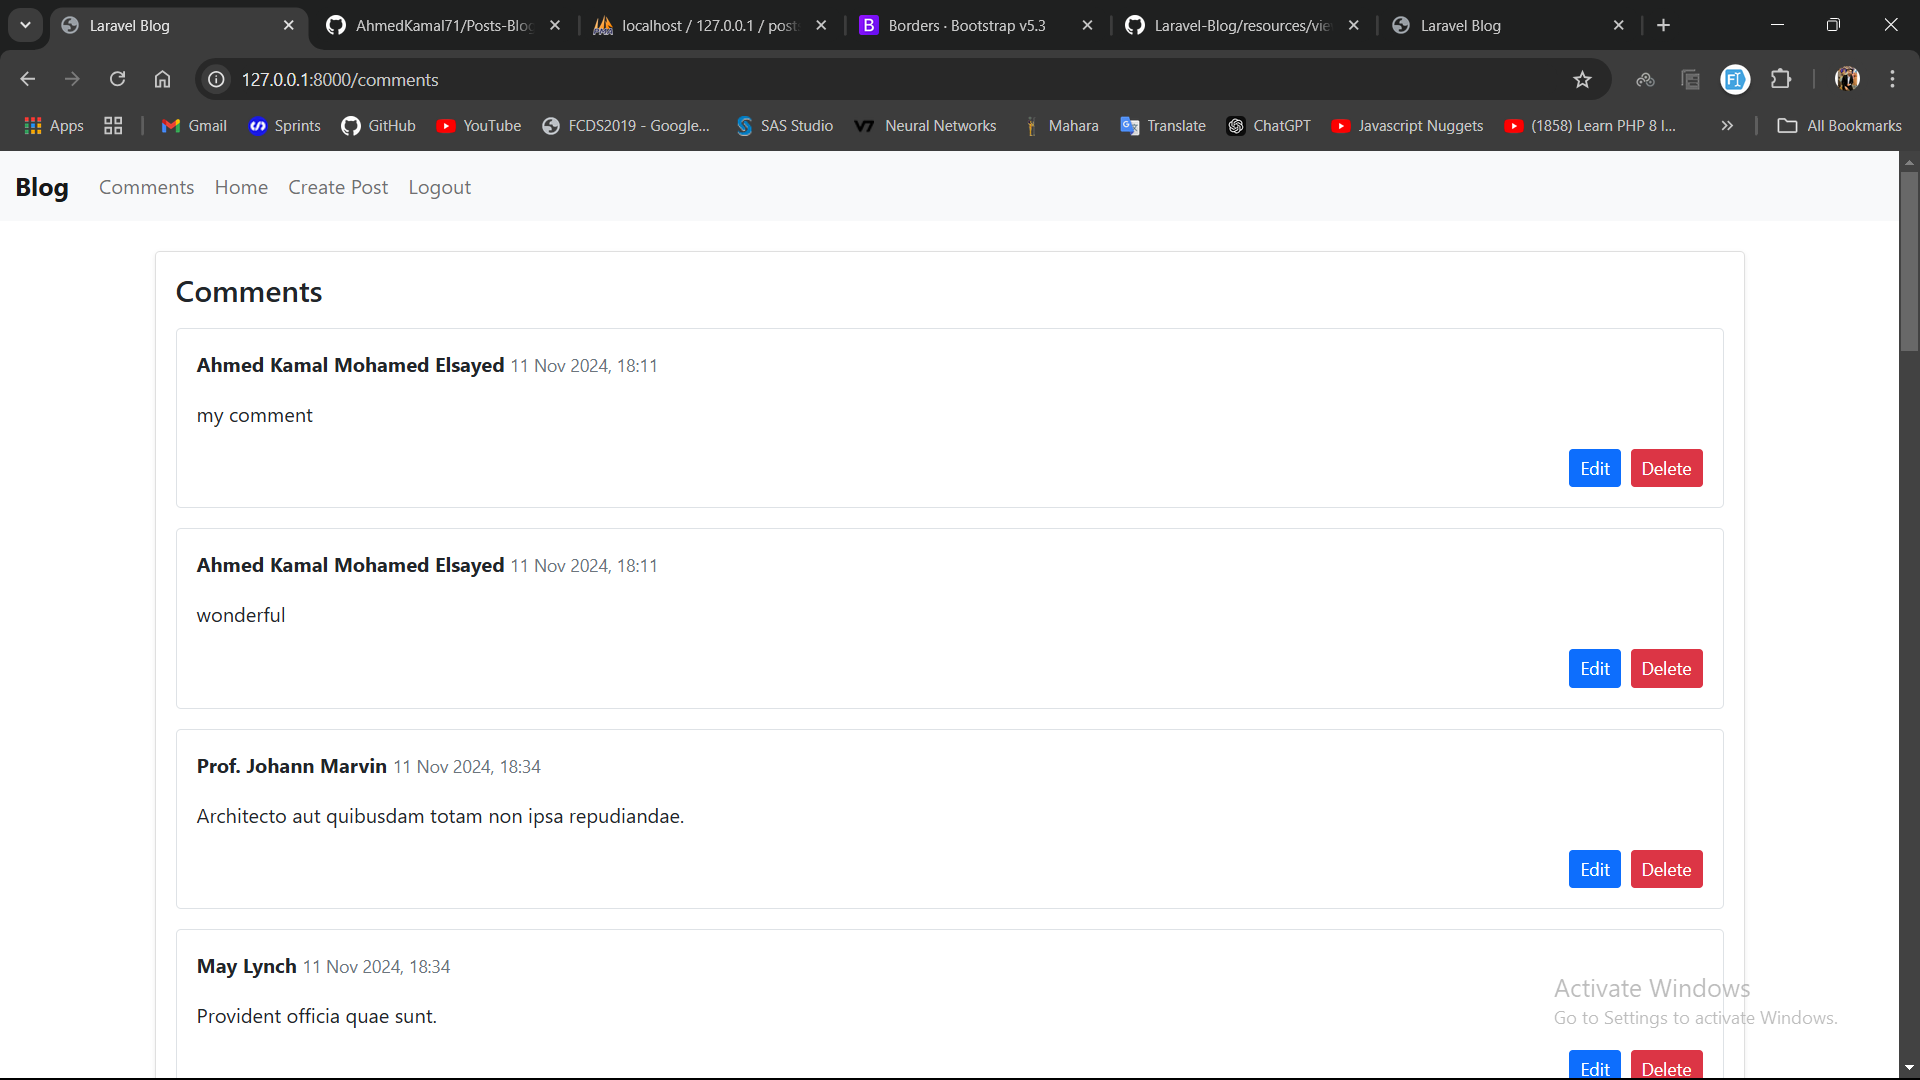 Laravel Blog
AhmedKamal71/Posts-Blog
localhost / 127.0.0.1 / posts
Borders · Bootstrap v5.3
Laravel-Blog/resources/vie
Laravel Blog
127.0.0.1:8000/comments
Apps
Gmail
Sprints
GitHub
YouTube
FCDS2019 - Google...
SAS Studio
Neural Networks
Mahara
Translate
ChatGPT
Javascript Nuggets
(1858) Learn PHP 8 I...
All Bookmarks
Blog Comments Home Create Post Logout
Comments
Ahmed Kamal Mohamed Elsayed 11 Nov 2024, 18:11
my comment
Edit Delete
Ahmed Kamal Mohamed Elsayed 11 Nov 2024, 18:11
wonderful
Edit Delete
Prof. Johann Marvin 11 Nov 2024, 18:34
Architecto aut quibusdam totam non ipsa repudiandae.
Edit Delete
May Lynch 11 Nov 2024, 18:34
Provident officia quae sunt.
Edit Delete
Activate Windows
Go to Settings to activate Windows.